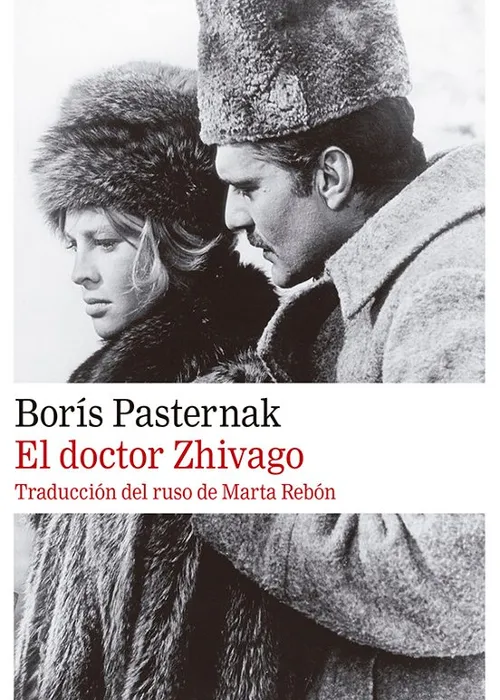 Borís Pasternak
El doctor Zhivago
Traducción del ruso de Marta Rebón